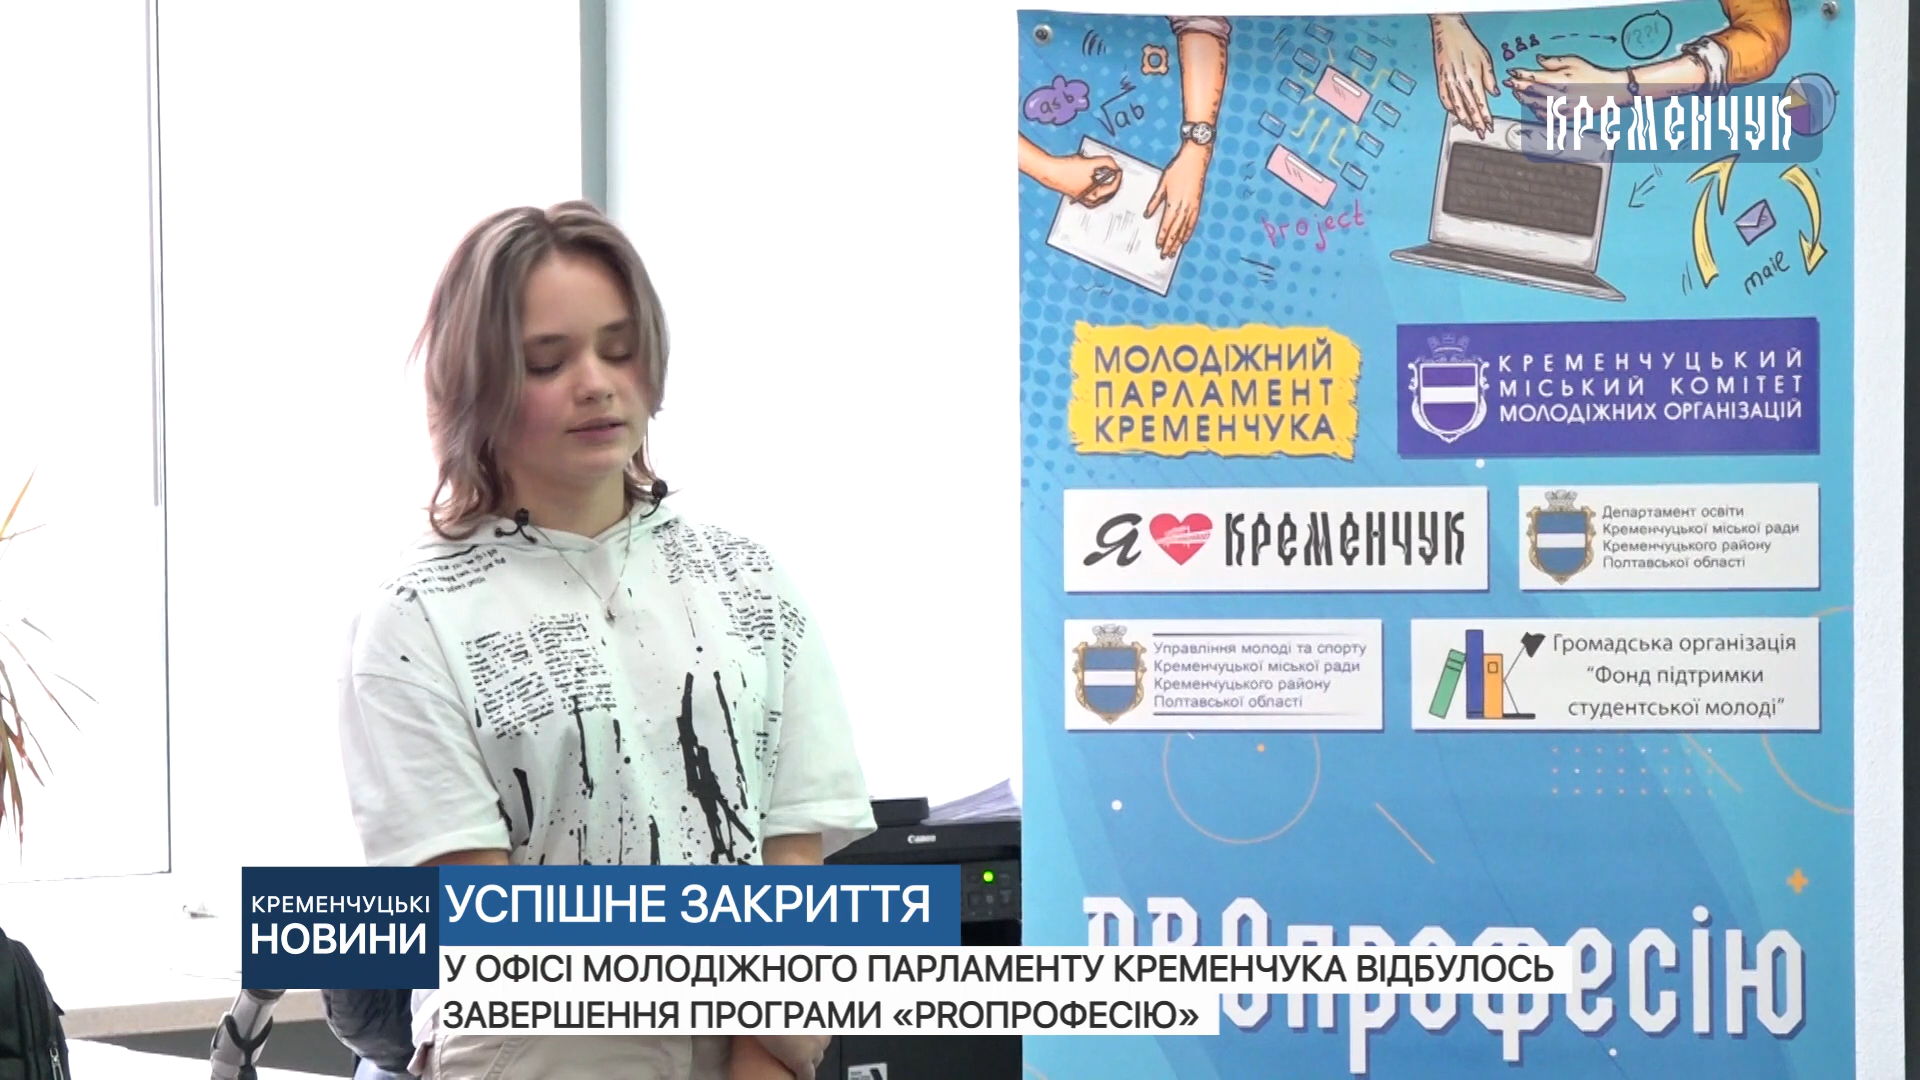 asb
√ab
???
project
maie
КРЕМЕНЧУК
МОЛОДІЖНИЙ
ПАРЛАМЕНТ
КРЕМЕНЧУКА
КРЕМЕНЧУЦЬКИЙ
МІСЬКИЙ КОМІТЕТ
МОЛОДІЖНИХ ОРГАНІЗАЦІЙ
Я КРЕМЕНЧУК
Департамент освіти
Кременчуцької міської ради
Кременчуцького району
Полтавської області
Управління молоді та спорту
Кременчуцької міської ради
Кременчуцького району
Полтавської області
Громадська організація
“Фонд підтримки
студентської молоді”
Canon
PROпрофесію
КРЕМЕНЧУЦЬКІ
НОВИНИ
УСПІШНЕ ЗАКРИТТЯ
У ОФІСІ МОЛОДІЖНОГО ПАРЛАМЕНТУ КРЕМЕНЧУКА ВІДБУЛОСЬ
ЗАВЕРШЕННЯ ПРОГРАМИ «PROПРОФЕСІЮ»